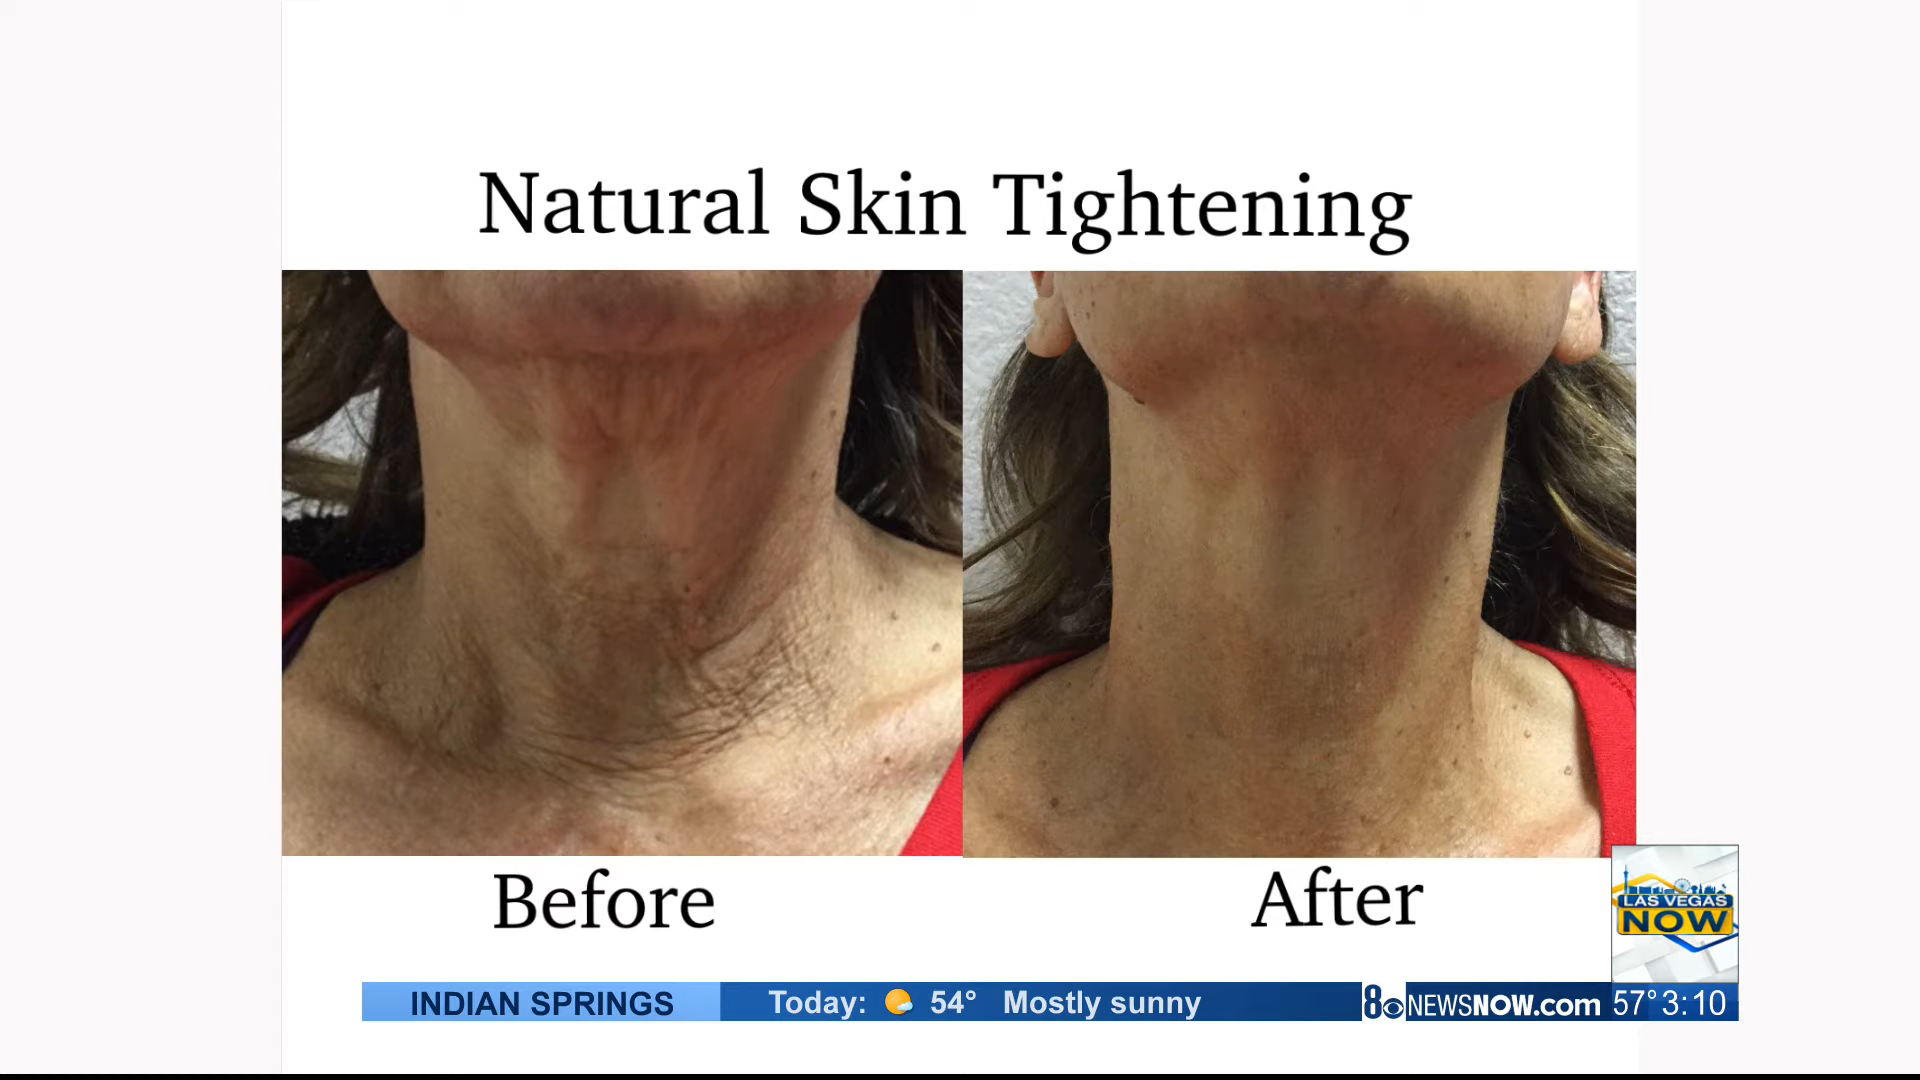 Natural Skin Tightening
Before
After
LAS VEGAS
NOW
INDIAN SPRINGS
Today: 54° Mostly sunny
8 NEWSNOW.com
57° 3:10